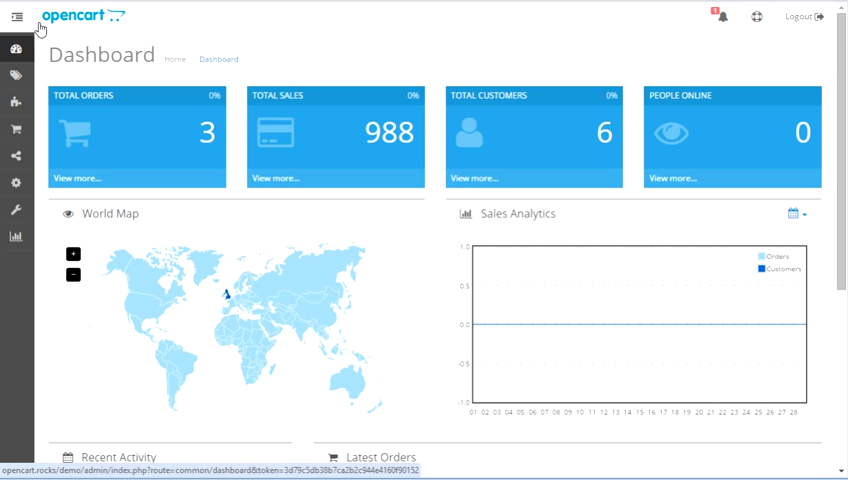 opencart
1
Logout
Dashboard
Home
Dashboard
TOTAL ORDERS 0%
3
View more...
TOTAL SALES 0%
988
View more...
TOTAL CUSTOMERS 0%
6
View more...
PEOPLE ONLINE
0
View more...
World Map
+
−
Sales Analytics
1.0
0.5
0.0
-0.5
-1.0
Orders
Customers
01 02 03 04 05 06 07 08 09 10 11 12 13 14 15 16 17 18 19 20 21 22 23 24 25 26 27 28
Recent Activity
Latest Orders
opencart.rocks/demo/admin/index.php?route=common/dashboard&token=3d79c5db38b7ca2b2c944e4160f90152